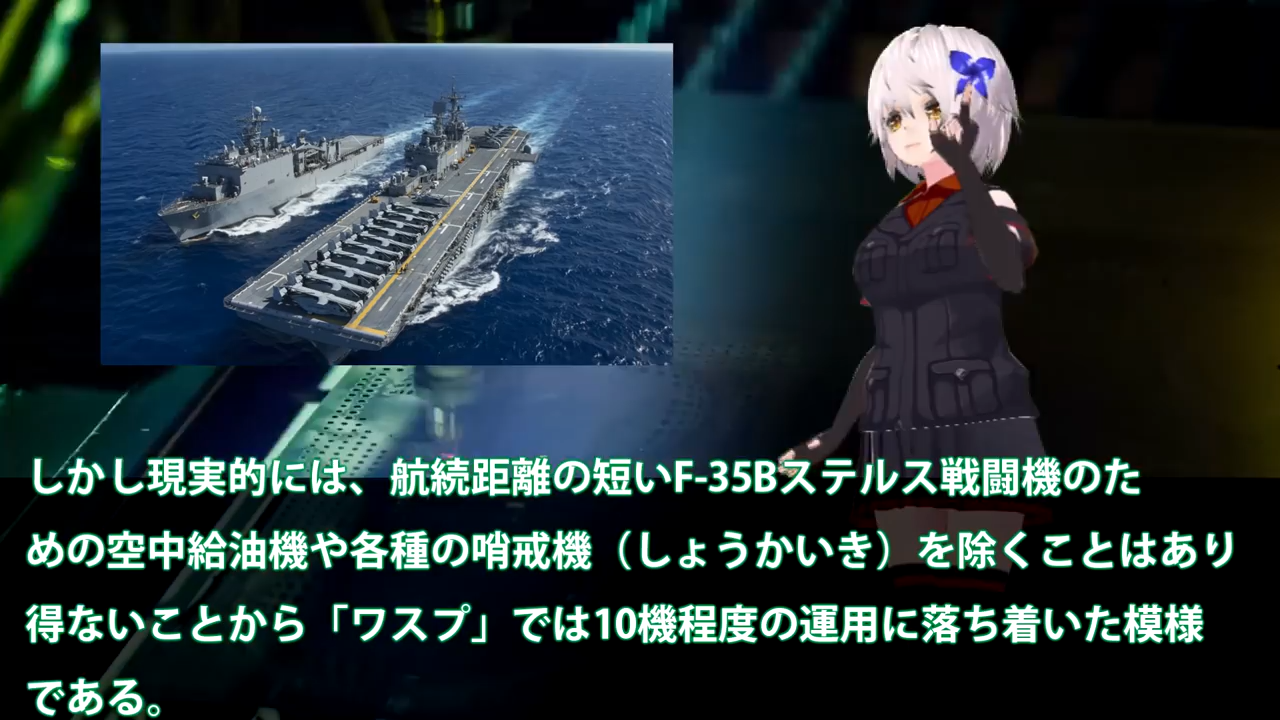 しかし現実的には、航続距離の短いF-35Bステルス戦闘機のた
めの空中給油機や各種の哨戒機（しょうかいき）を除くことはあり
得ないことから「ワスプ」では10機程度の運用に落ち着いた模様
である。